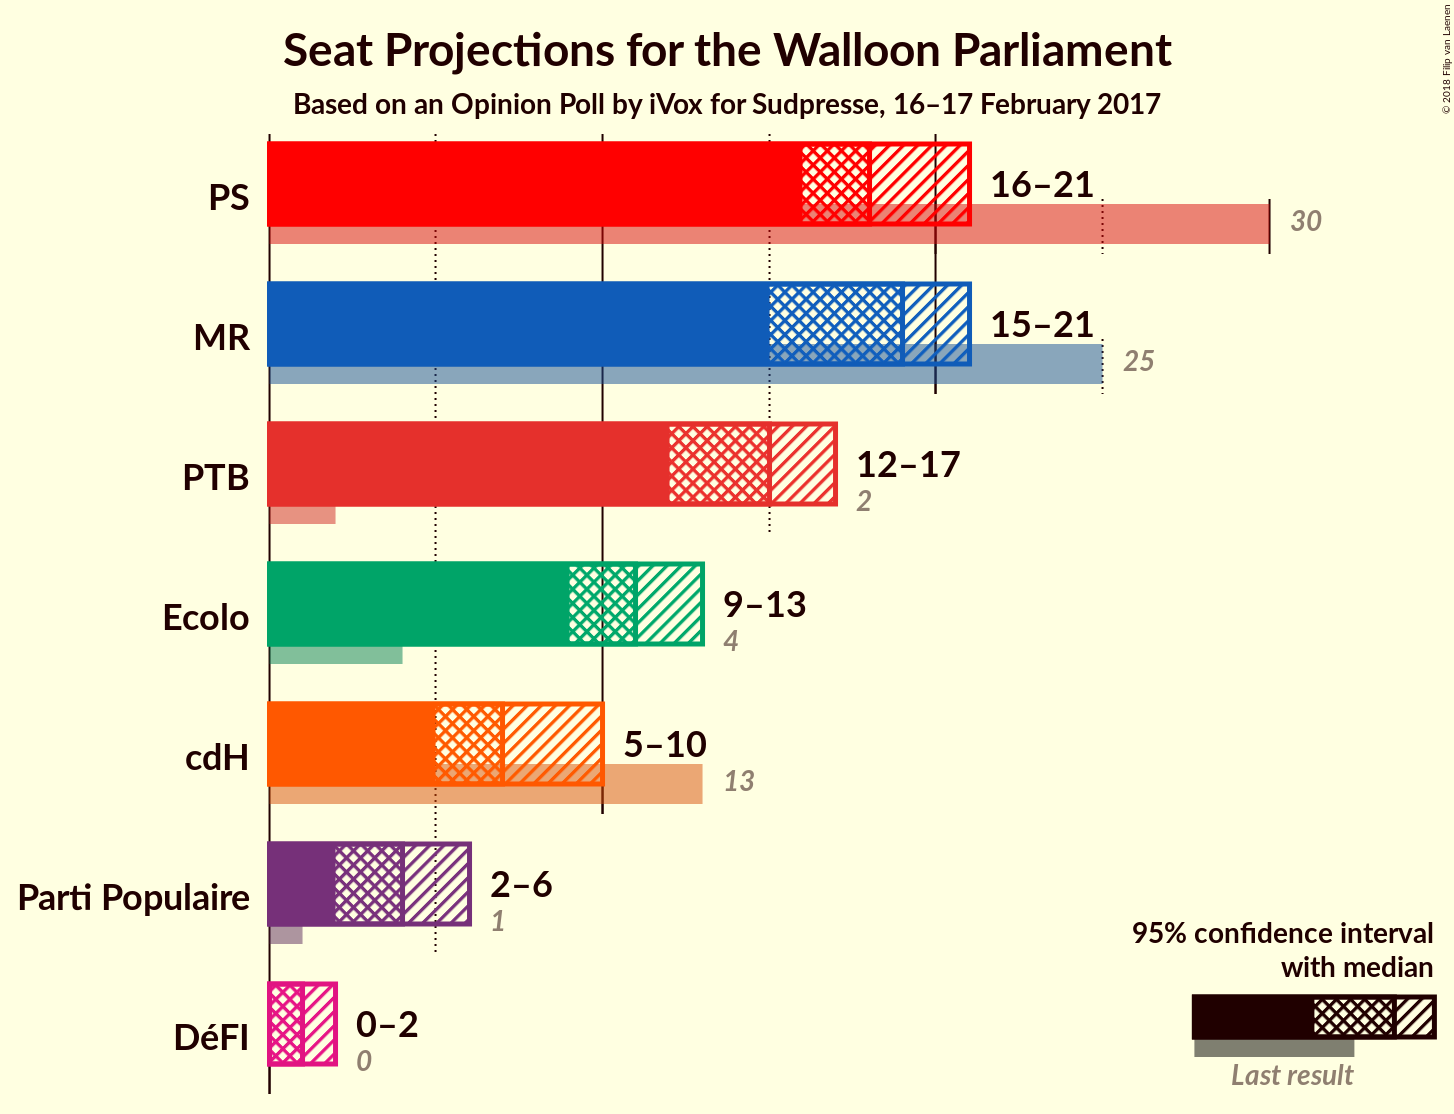 Seat Projections for the Walloon Parliament
Based on an Opinion Poll by iVox for Sudpresse, 16–17 February 2017
© 2018 Filip van Laenen
PS
16–21
30
MR
15–21
25
PTB
12–17
2
Ecolo
9–13
4
cdH
5–10
13
Parti Populaire
2–6
1
DéFI
0–2
0
95% confidence interval
with median
Last result